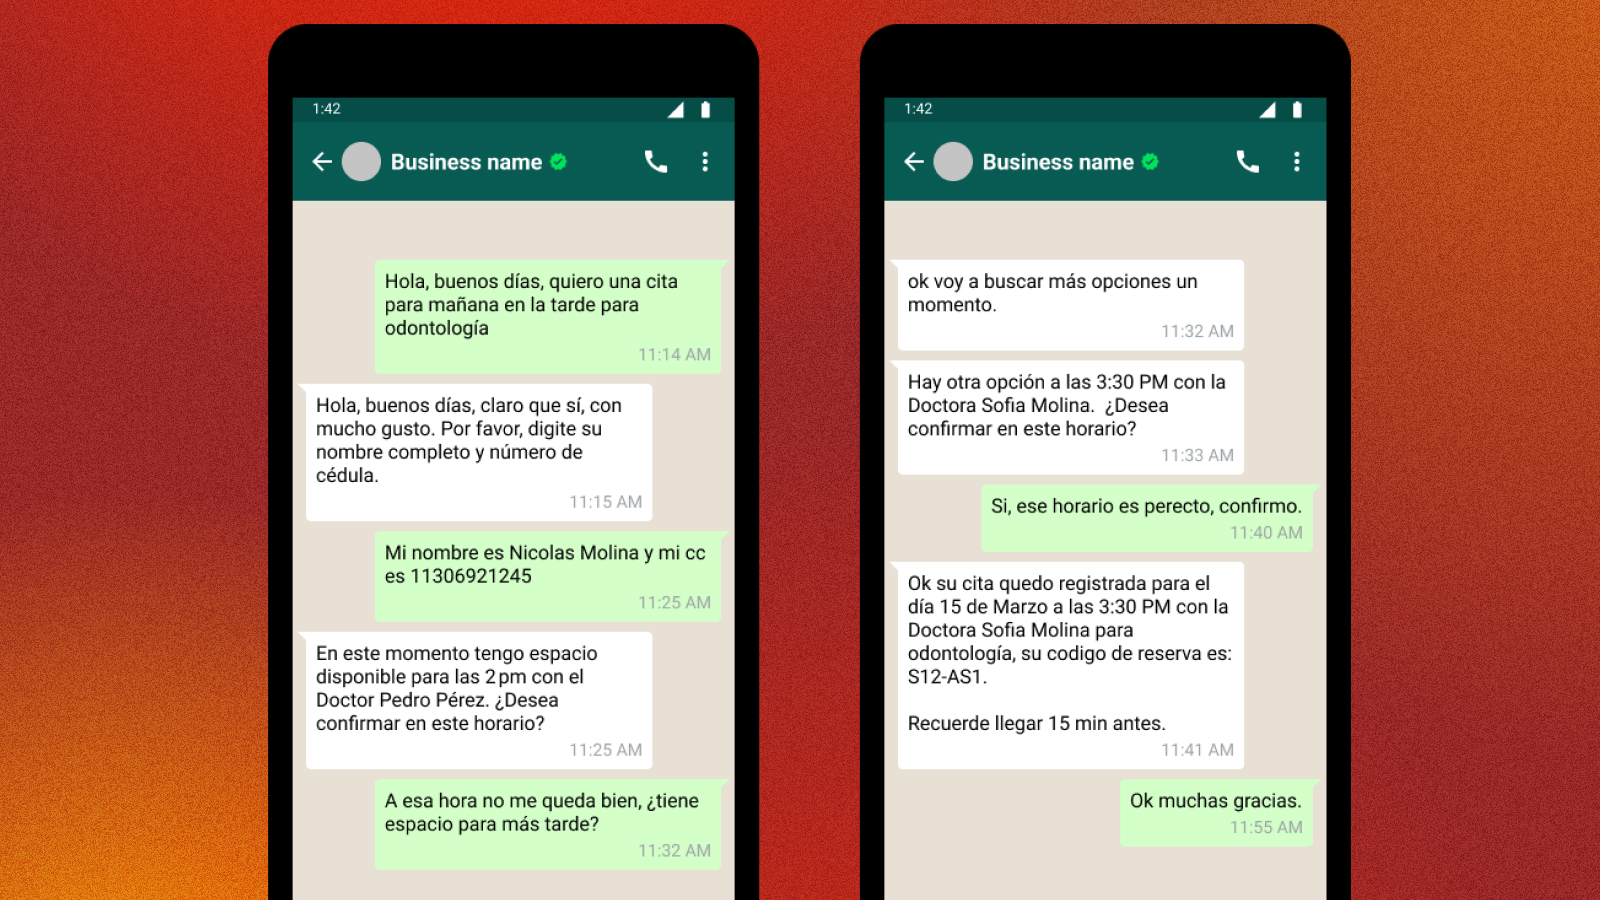 1:42
Business name
Hola, buenos días, quiero una cita
para mañana en la tarde para
odontología
11:14 AM
Hola, buenos días, claro que sí, con
mucho gusto. Por favor, digite su
nombre completo y número de
cédula.
11:15 AM
Mi nombre es Nicolas Molina y mi cc
es 11306921245
11:25 AM
En este momento tengo espacio
disponible para las 2 pm con el
Doctor Pedro Pérez. ¿Desea
confirmar en este horario?
11:25 AM
A esa hora no me queda bien, ¿tiene
espacio para más tarde?
11:32 AM
1:42
Business name
ok voy a buscar más opciones un
momento.
11:32 AM
Hay otra opción a las 3:30 PM con la
Doctora Sofia Molina.  ¿Desea
confirmar en este horario?
11:33 AM
Si, ese horario es perecto, confirmo.
11:40 AM
Ok su cita quedo registrada para el
día 15 de Marzo a las 3:30 PM con la
Doctora Sofia Molina para
odontología, su codigo de reserva es:
S12-AS1.
Recuerde llegar 15 min antes.
11:41 AM
Ok muchas gracias.
11:55 AM